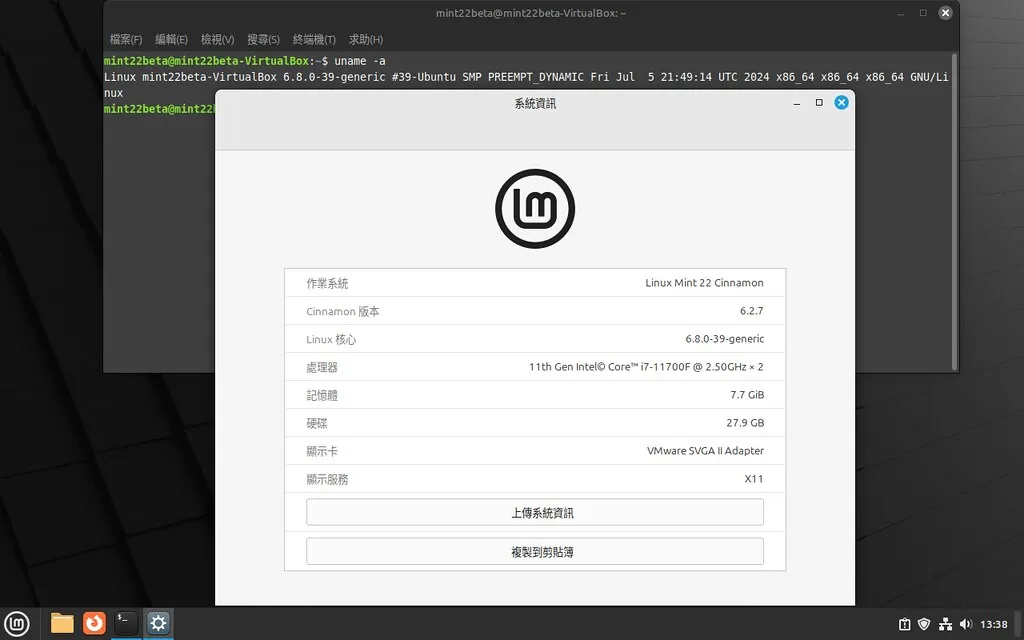 mint22beta@mint22beta-VirtualBox: ~
檔案(F) 編輯(E) 檢視(V) 搜尋(S) 終端機(T) 求助(H)
mint22beta@mint22beta-VirtualBox:~$ uname -a
Linux mint22beta-VirtualBox 6.8.0-39-generic #39-Ubuntu SMP PREEMPT_DYNAMIC Fri Jul  5 21:49:14 UTC 2024 x86_64 x86_64 x86_64 GNU/Li
nux
mint22beta@mint22
系統資訊
作業系統 Linux Mint 22 Cinnamon
Cinnamon 版本 6.2.7
Linux 核心 6.8.0-39-generic
處理器 11th Gen Intel© Core™ i7-11700F @ 2.50GHz × 2
記憶體 7.7 GiB
硬碟 27.9 GB
顯示卡 VMware SVGA II Adapter
顯示服務 X11
上傳系統資訊
複製到剪貼簿
13:38